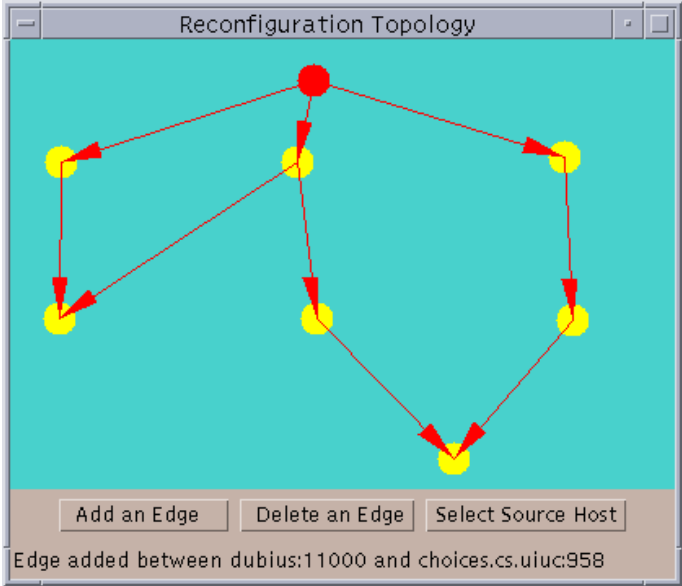 Reconfiguration Topology
Add an Edge
Delete an Edge
Select Source Host
Edge added between dubius:11000 and choices.cs.uiuc:958